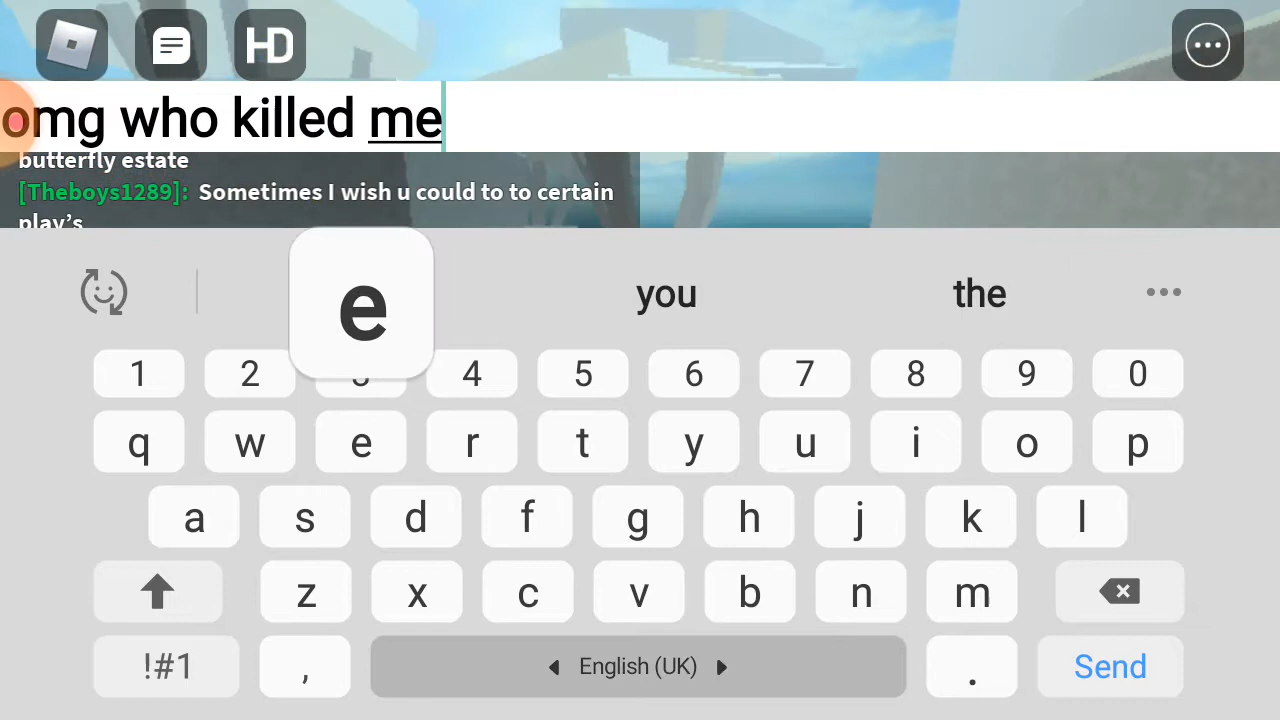 HD
omg who killed me
butterfly estate
[Theboys1289]: Sometimes I wish u could to to certain
play’s
e you the
1 2 3 4 5 6 7 8 9 0
q w e r t y u i o p
a s d f g h j k l
z x c v b n m
!#1 , English (UK) . Send